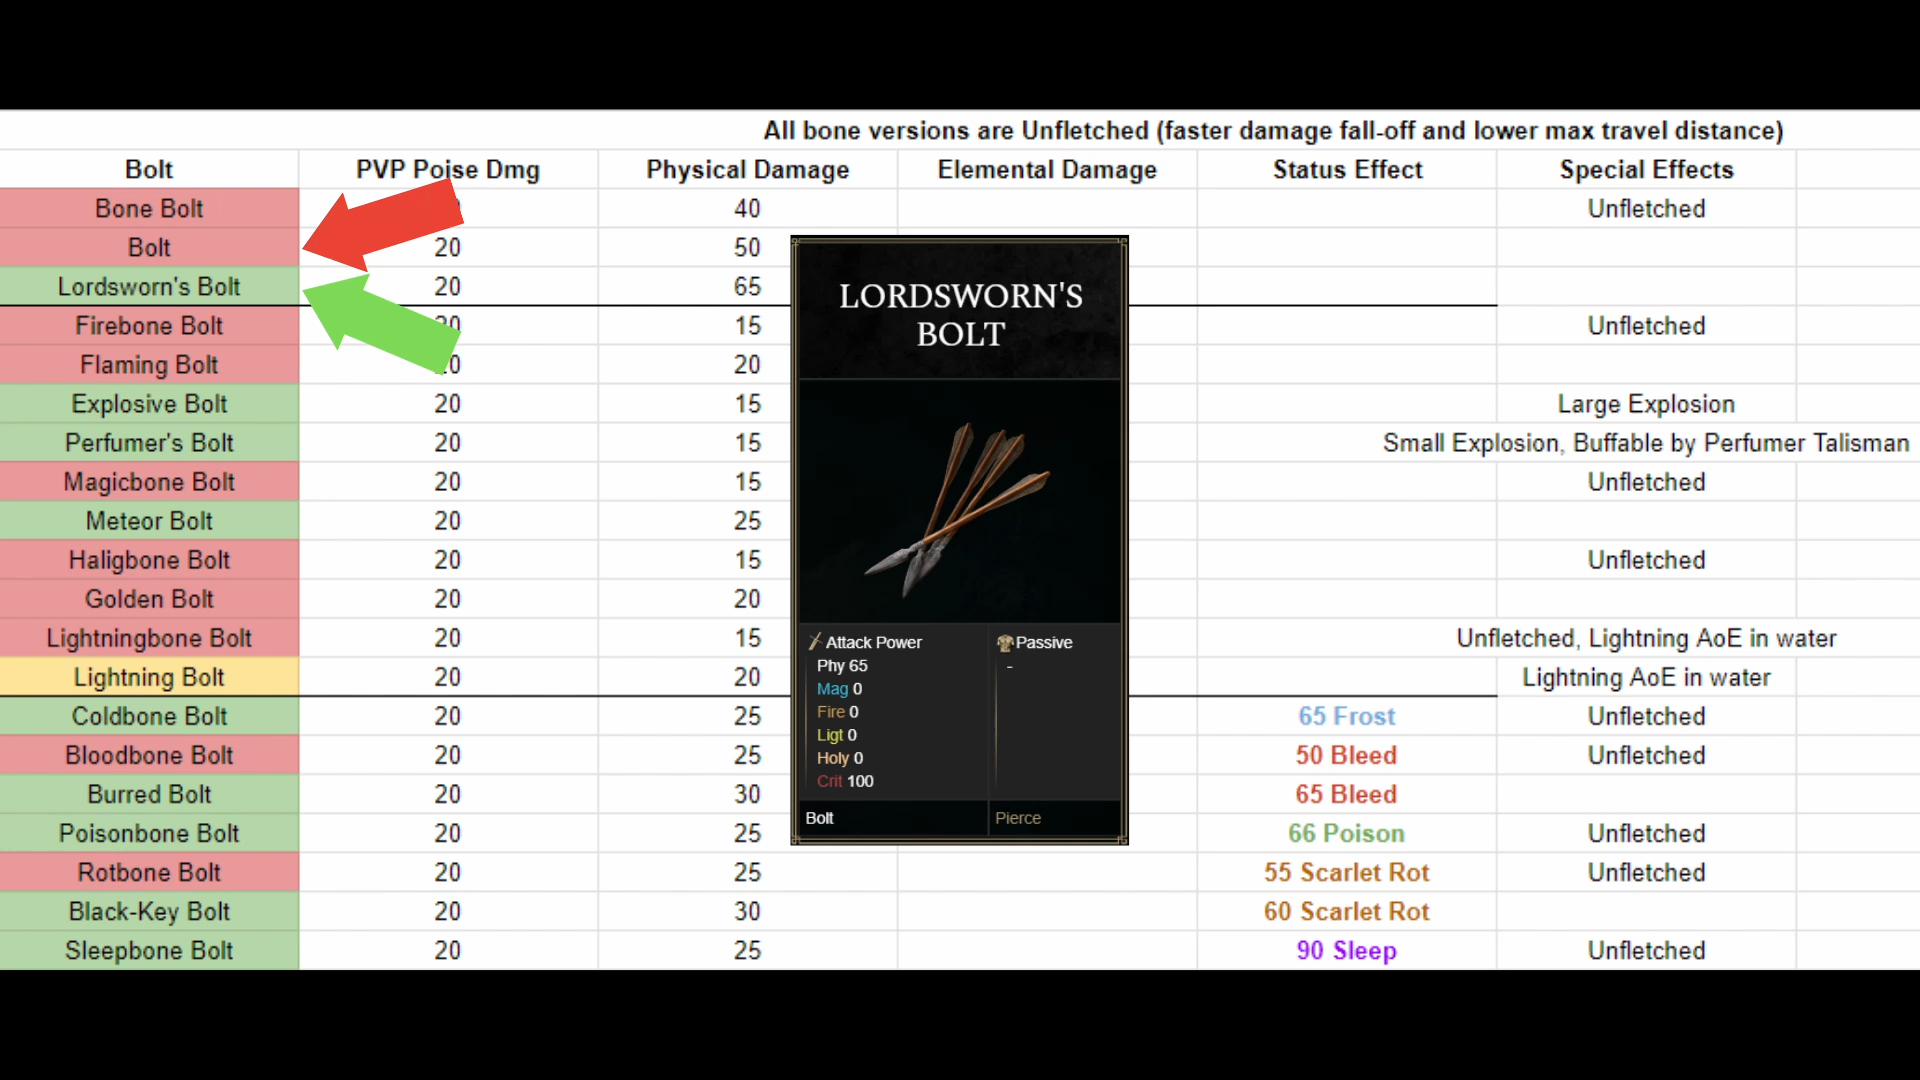 All bone versions are Unfletched (faster damage fall-off and lower max travel distance)
Bolt PVP Poise Dmg Physical Damage Elemental Damage Status Effect Special Effects
Bone Bolt 40 Unfletched
Bolt 20 50
Lordsworn's Bolt 20 65
Firebone Bolt 20 15 Unfletched
Flaming Bolt 20
Explosive Bolt 20 15 Large Explosion
Perfumer's Bolt 20 15 Small Explosion, Buffable by Perfumer Talisman
Magicbone Bolt 20 15 Unfletched
Meteor Bolt 20 25
Haligbone Bolt 20 15 Unfletched
Golden Bolt 20 20
Lightningbone Bolt 20 15 Unfletched, Lightning AoE in water
Lightning Bolt 20 20 Lightning AoE in water
Coldbone Bolt 20 25 65 Frost Unfletched
Bloodbone Bolt 20 25 50 Bleed Unfletched
Burred Bolt 20 30 65 Bleed
Poisonbone Bolt 20 25 66 Poison Unfletched
Rotbone Bolt 20 25 55 Scarlet Rot Unfletched
Black-Key Bolt 20 30 60 Scarlet Rot
Sleepbone Bolt 20 25 90 Sleep Unfletched
LORDSWORN'S
BOLT
Attack Power Passive
Phy 65 -
Mag 0
Fire 0
Ligt 0
Holy 0
Crit 100
Bolt Pierce